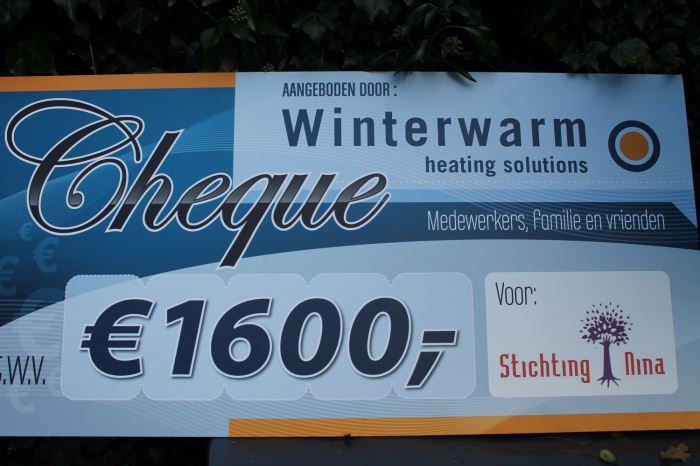 AANGEBODEN DOOR :
Cheque
Winterwarm
heating solutions
Medewerkers, familie en vrienden
€1600,-
Voor:
Stichting Nina
T.W.V.